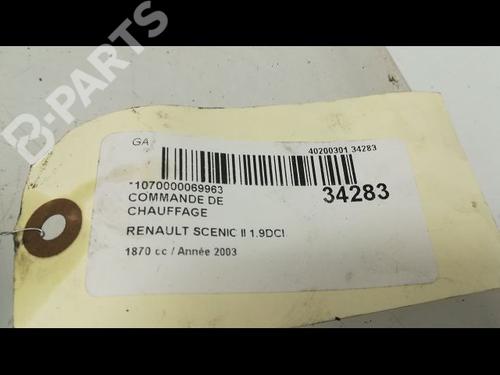 B-PARTS
GA
40200301 34283
*1070000069963
34283
COMMANDE DE
CHAUFFAGE
RENAULT SCENIC II 1.9DCI
1870 cc / Année 2003